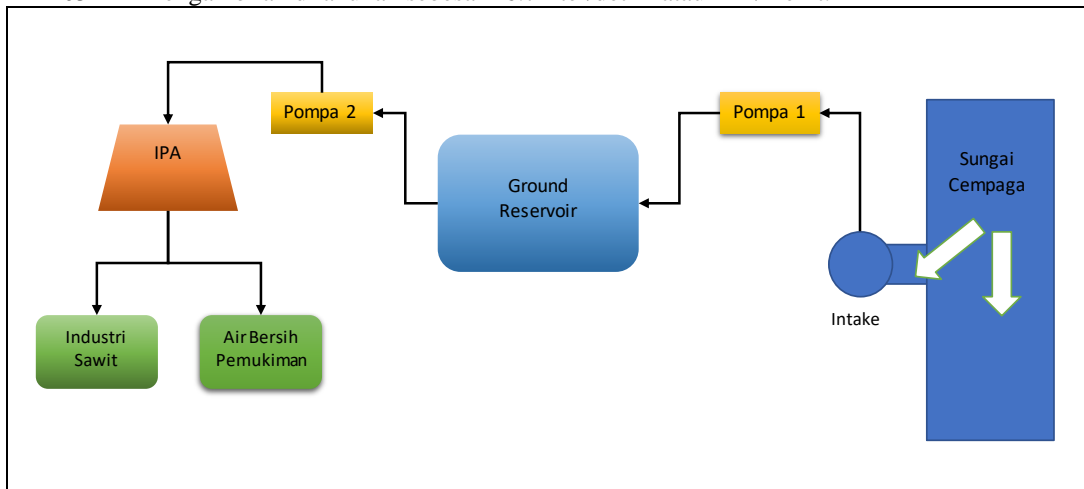 Pompa 2
Pompa 1
IPA
Sungai
Cempaga
Ground
Reservoir
Intake
Industri
Sawit
Air Bersih
Pemukiman